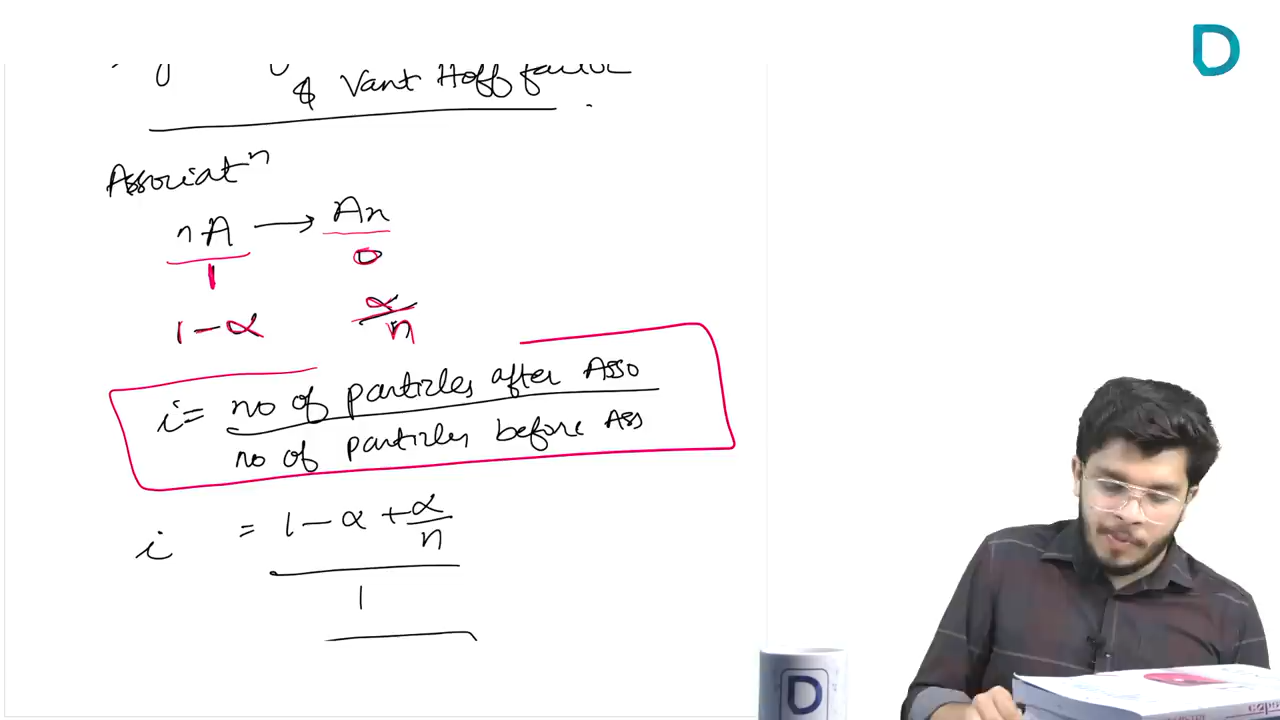 D
& Vant Hoff factor
Associatⁿ
nA → An
1 0
1-α α/n
i= no of particles after Asso
no of particles before Ass
i = 1-α+α/n
1
D